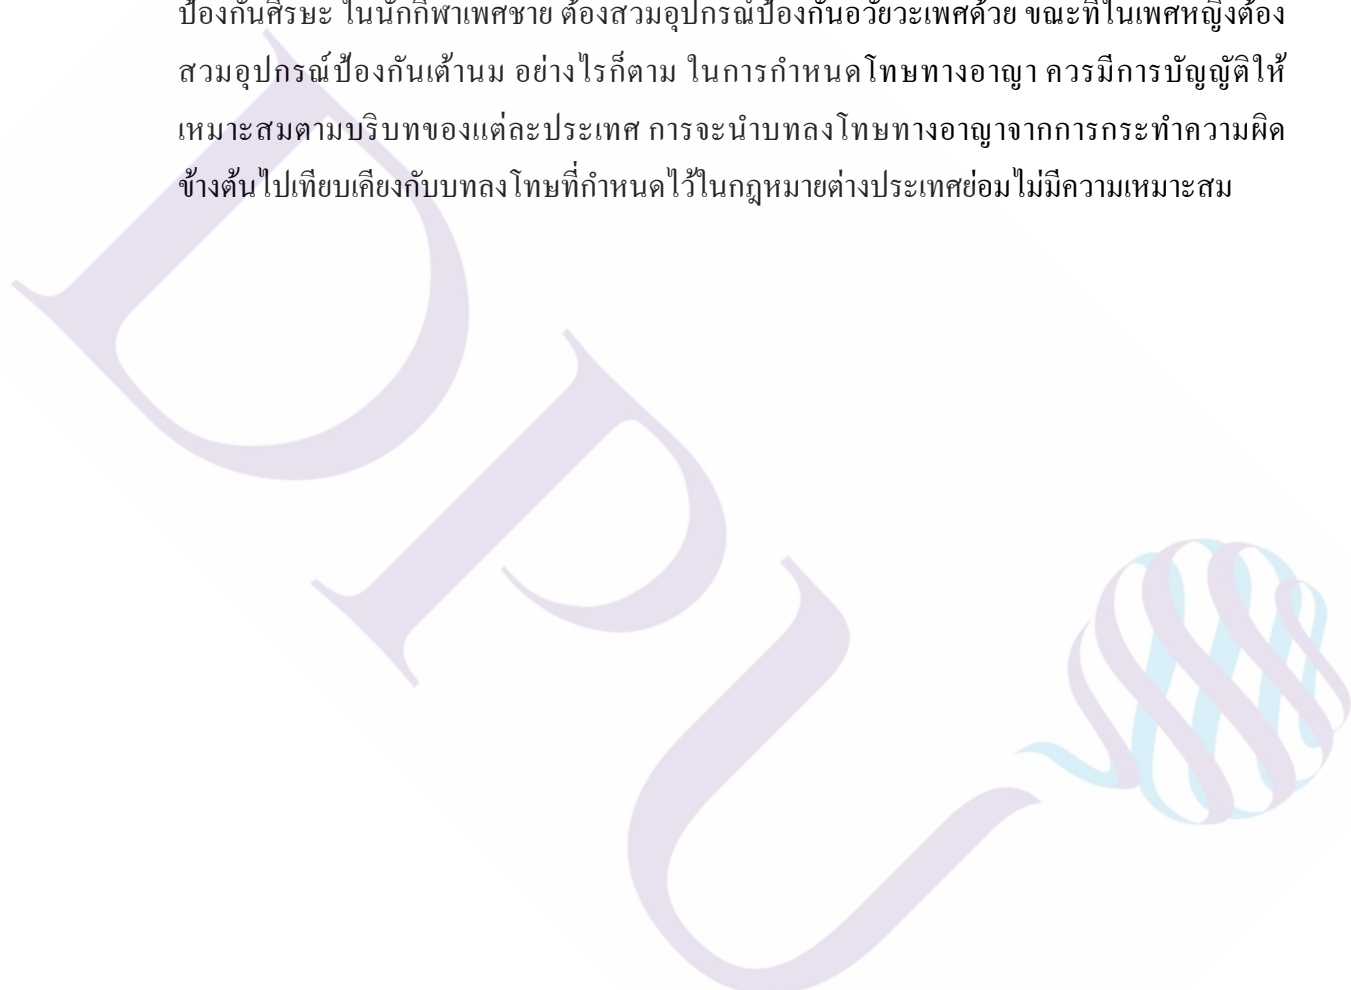 ป้องกันศีรษะ ในนักกีฬาเพศชาย ต้องสวมอุปกรณ์ป้องกันอวัยวะเพศด้วย ขณะที่ในเพศหญิงต้อง
สวมอุปกรณ์ป้องกันเต้านม อย่างไรก็ตาม ในการกำหนดโทษทางอาญา ควรมีการบัญญัติให้
เหมาะสมตามบริบทของแต่ละประเทศ การจะนำบทลงโทษทางอาญาจากการกระทำความผิด
ข้างต้นไปเทียบเคียงกับบทลงโทษที่กำหนดไว้ในกฎหมายต่างประเทศย่อมไม่มีความเหมาะสม
DPU